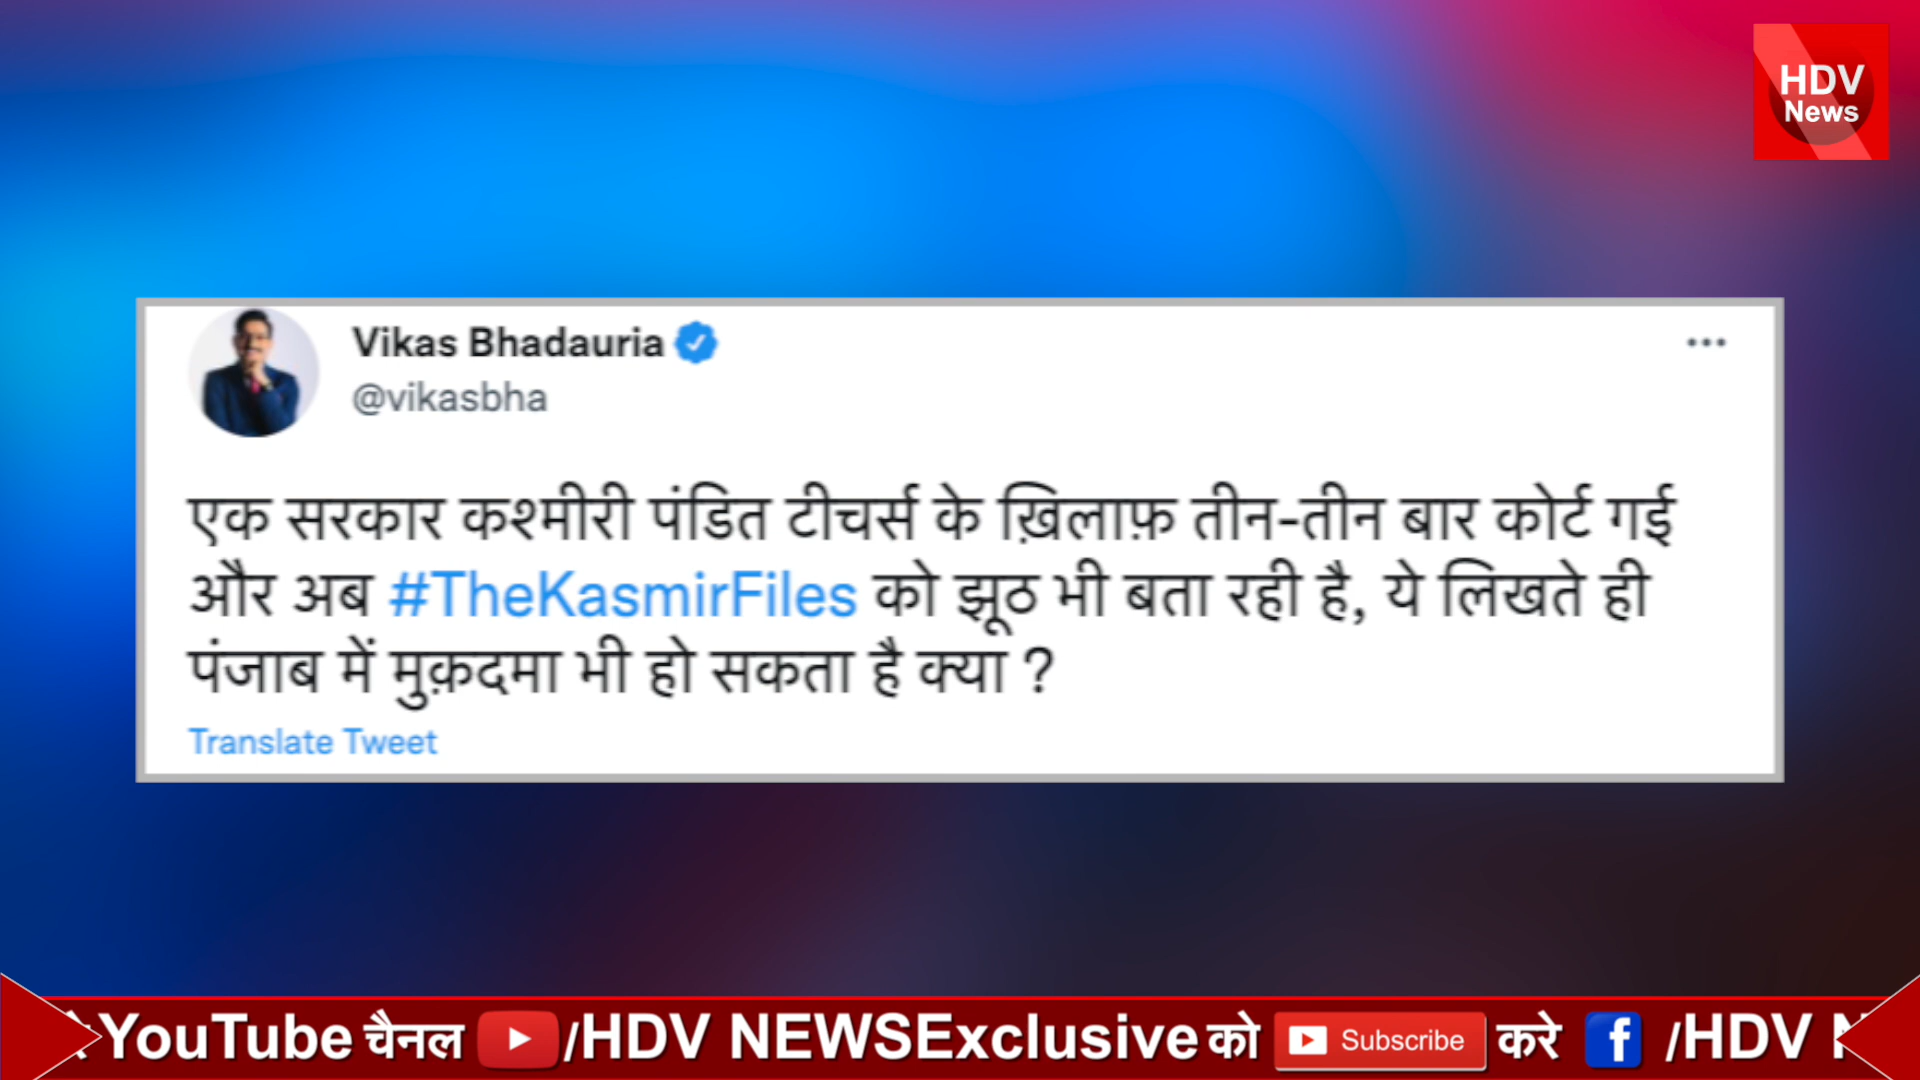 HDV
News
Vikas Bhadauria
@vikasbha
एक सरकार कश्मीरी पंडित टीचर्स के ख़िलाफ़ तीन-तीन बार कोर्ट गई
और अब #TheKasmirFiles को झूठ भी बता रही है, ये लिखते ही
पंजाब में मुक़दमा भी हो सकता है क्या ?
Translate Tweet
YouTube चैनल /HDV NEWSExclusive को Subscribe करे /HDV